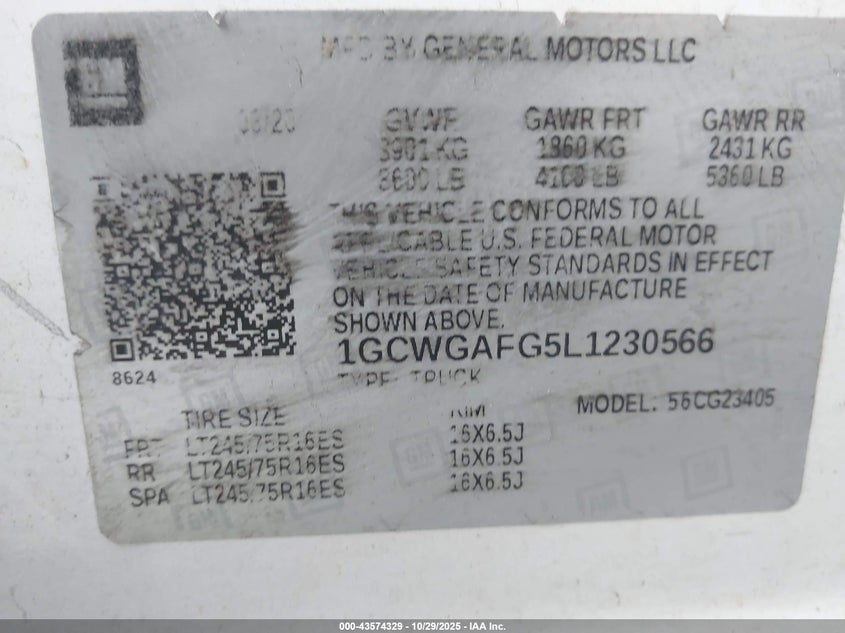 GM
MFD BY GENERAL MOTORS LLC
GVWR GAWR FRT GAWR RR
3901 KG 1860 KG 2431 KG
8600 LB 4100 LB 5360 LB
THIS VEHICLE CONFORMS TO ALL
APPLICABLE U.S. FEDERAL MOTOR
VEHICLE SAFETY STANDARDS IN EFFECT
ON THE DATE OF MANUFACTURE
SHOWN ABOVE.
1GCWGAFG5L1230566
8624
TYPE: TRUCK
MODEL: 56CG23405
TIRE SIZE RIM
FRT LT245/75R16ES 16X6.5J
RR LT245/75R16ES 16X6.5J
SPA LT245/75R16ES 16X6.5J
000-43574329 | 10/29/2025 | IAA Inc.